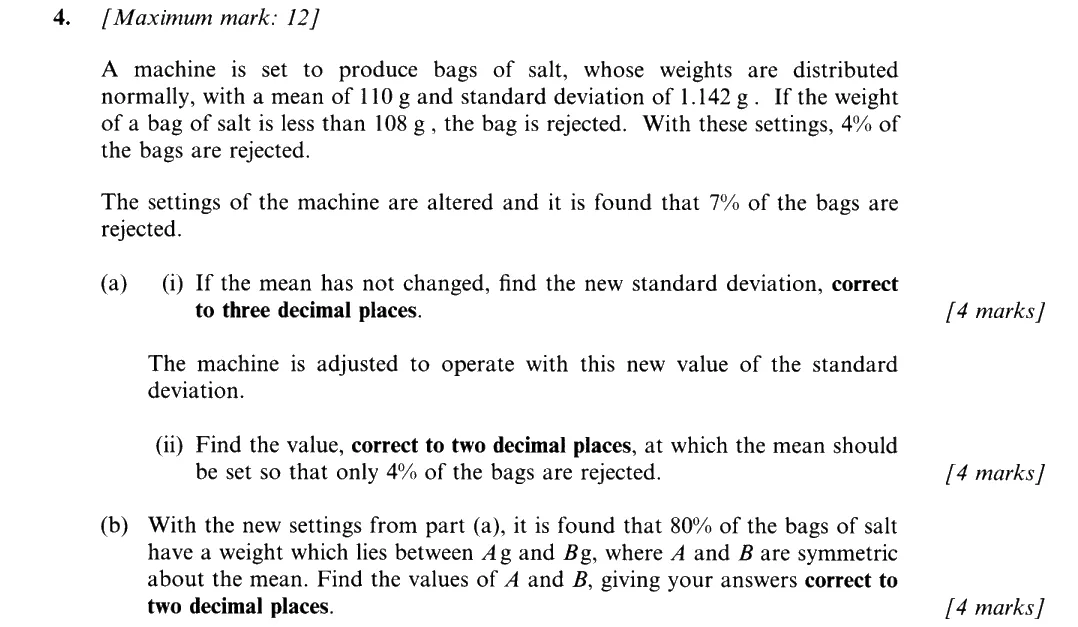 4. [Maximum mark: 12]
A machine is set to produce bags of salt, whose weights are distributed
normally, with a mean of 110 g and standard deviation of 1.142 g . If the weight
of a bag of salt is less than 108 g , the bag is rejected. With these settings, 4% of
the bags are rejected.
The settings of the machine are altered and it is found that 7% of the bags are
rejected.
(a) (i) If the mean has not changed, find the new standard deviation, correct
to three decimal places. [4 marks]
The machine is adjusted to operate with this new value of the standard
deviation.
(ii) Find the value, correct to two decimal places, at which the mean should
be set so that only 4% of the bags are rejected. [4 marks]
(b) With the new settings from part (a), it is found that 80% of the bags of salt
have a weight which lies between A g and B g, where A and B are symmetric
about the mean. Find the values of A and B, giving your answers correct to
two decimal places. [4 marks]